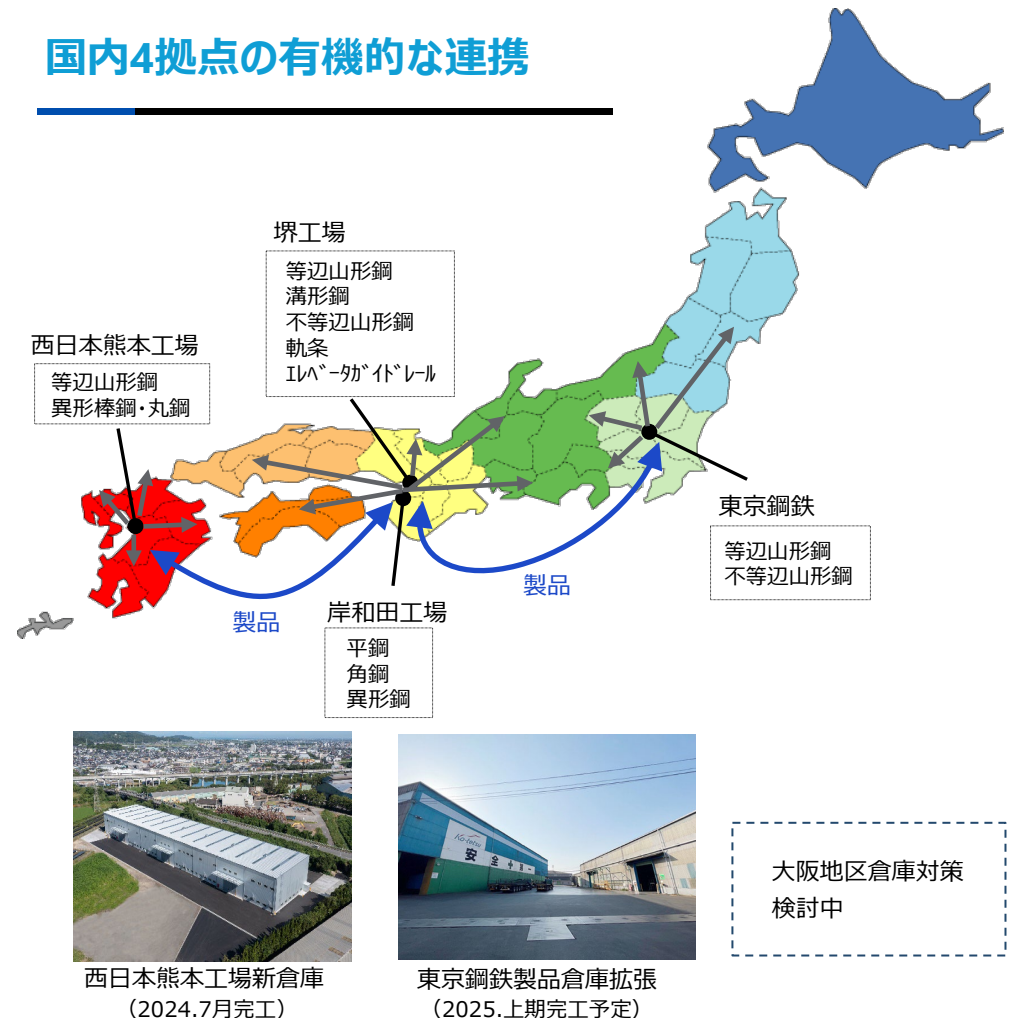 国内4拠点の有機的な連携
堺工場
等辺山形鋼
溝形鋼
不等辺山形鋼
軌条
ｴﾚﾍﾞｰﾀｶﾞｲﾄﾞﾚｰﾙ
西日本熊本工場
等辺山形鋼
異形棒鋼・丸鋼
東京鋼鉄
等辺山形鋼
不等辺山形鋼
製品
製品
岸和田工場
平鋼
角鋼
異形鋼
安全
西日本熊本工場新倉庫
（2024.7月完工）
東京鋼鉄製品倉庫拡張
（2025.上期完工予定）
大阪地区倉庫対策
検討中